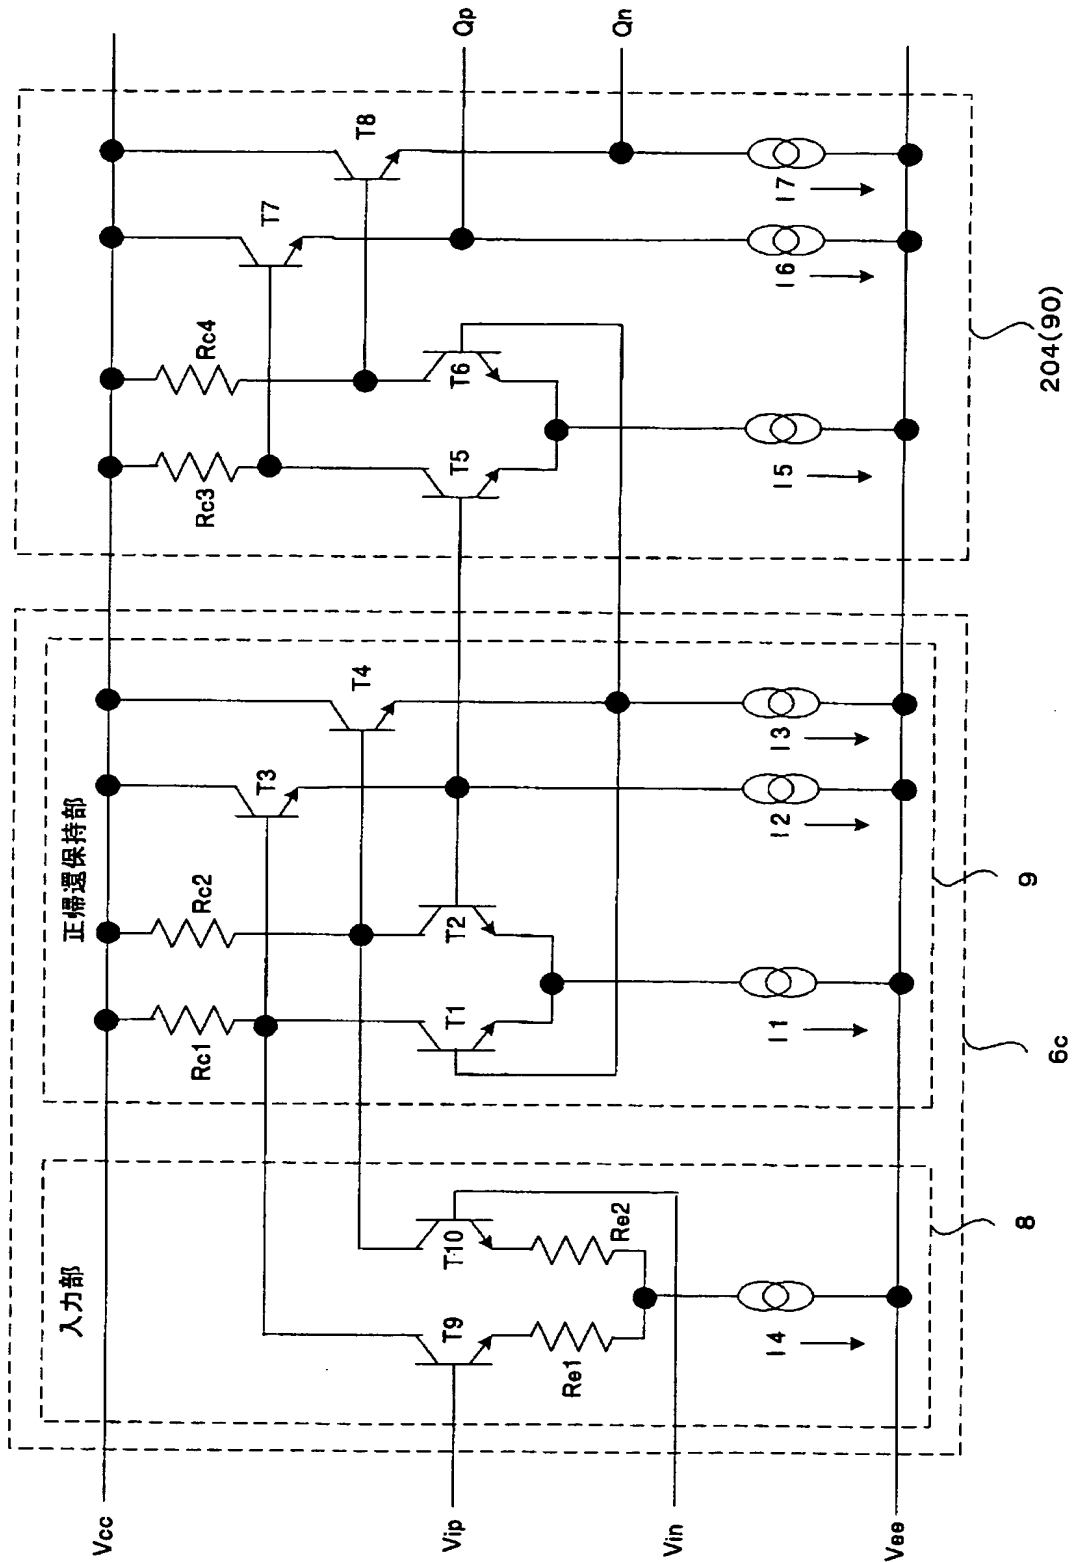 Vcc
Vip
Vin
Vee
入力部
T9
T10
Re1
Re2
I4
8
正帰還保持部
Rc1
Rc2
T1
T2
T3
T4
I1
I2
I3
9
6c
Rc3
Rc4
T5
T6
T7
T8
I5
I6
I7
204(90)
Qp
Qn